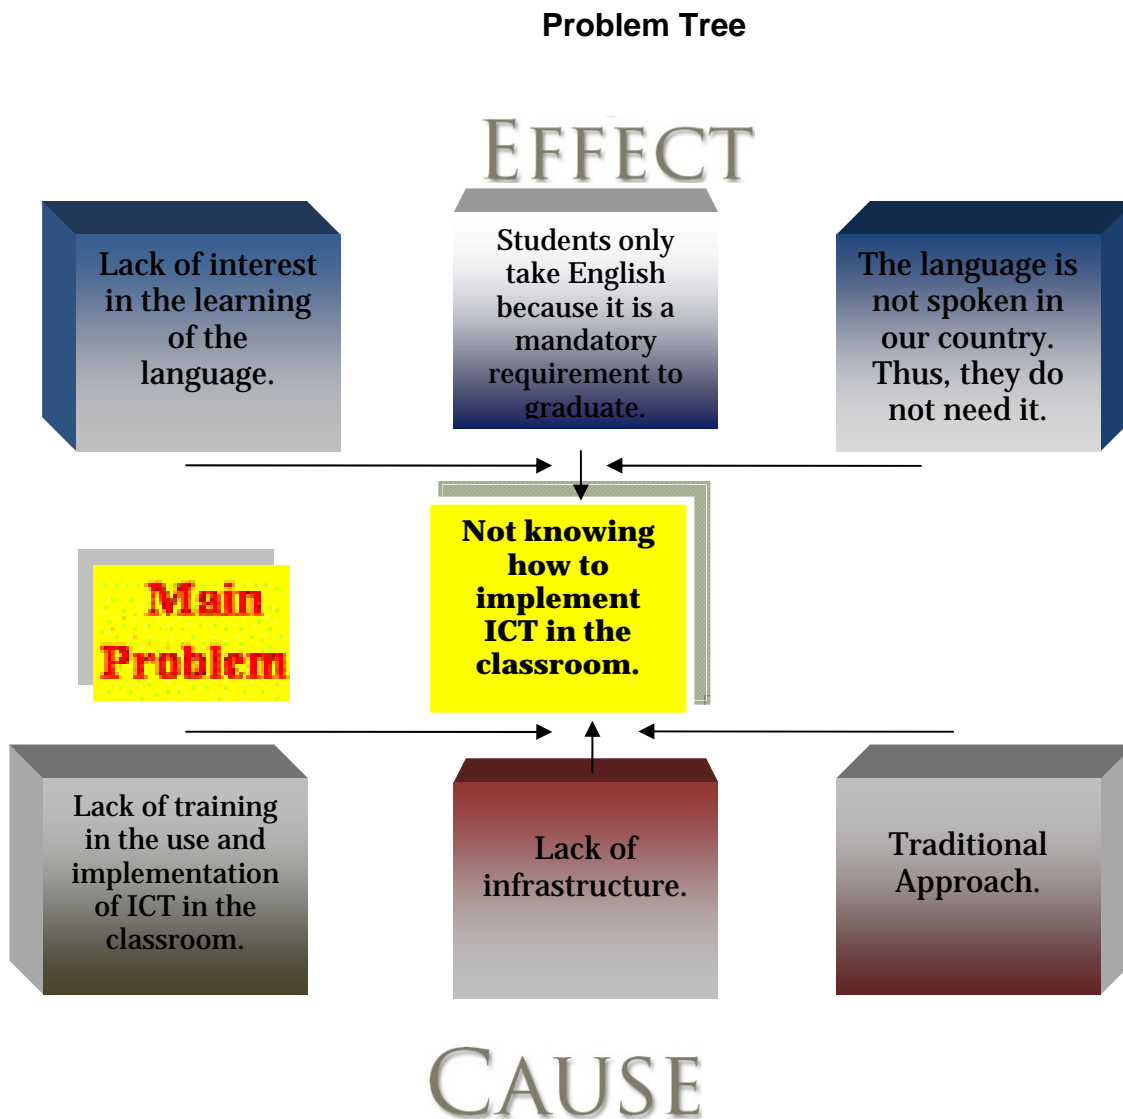 Problem Tree
EFFECT
Lack of interest
in the learning
of the
language.
Students only
take English
because it is a
mandatory
requirement to
graduate.
The language is
not spoken in
our country.
Thus, they do
not need it.
Main
Problem
Not knowing
how to
implement
ICT in the
classroom.
Lack of training
in the use and
implementation
of ICT in the
classroom.
Lack of
infrastructure.
Traditional
Approach.
CAUSE